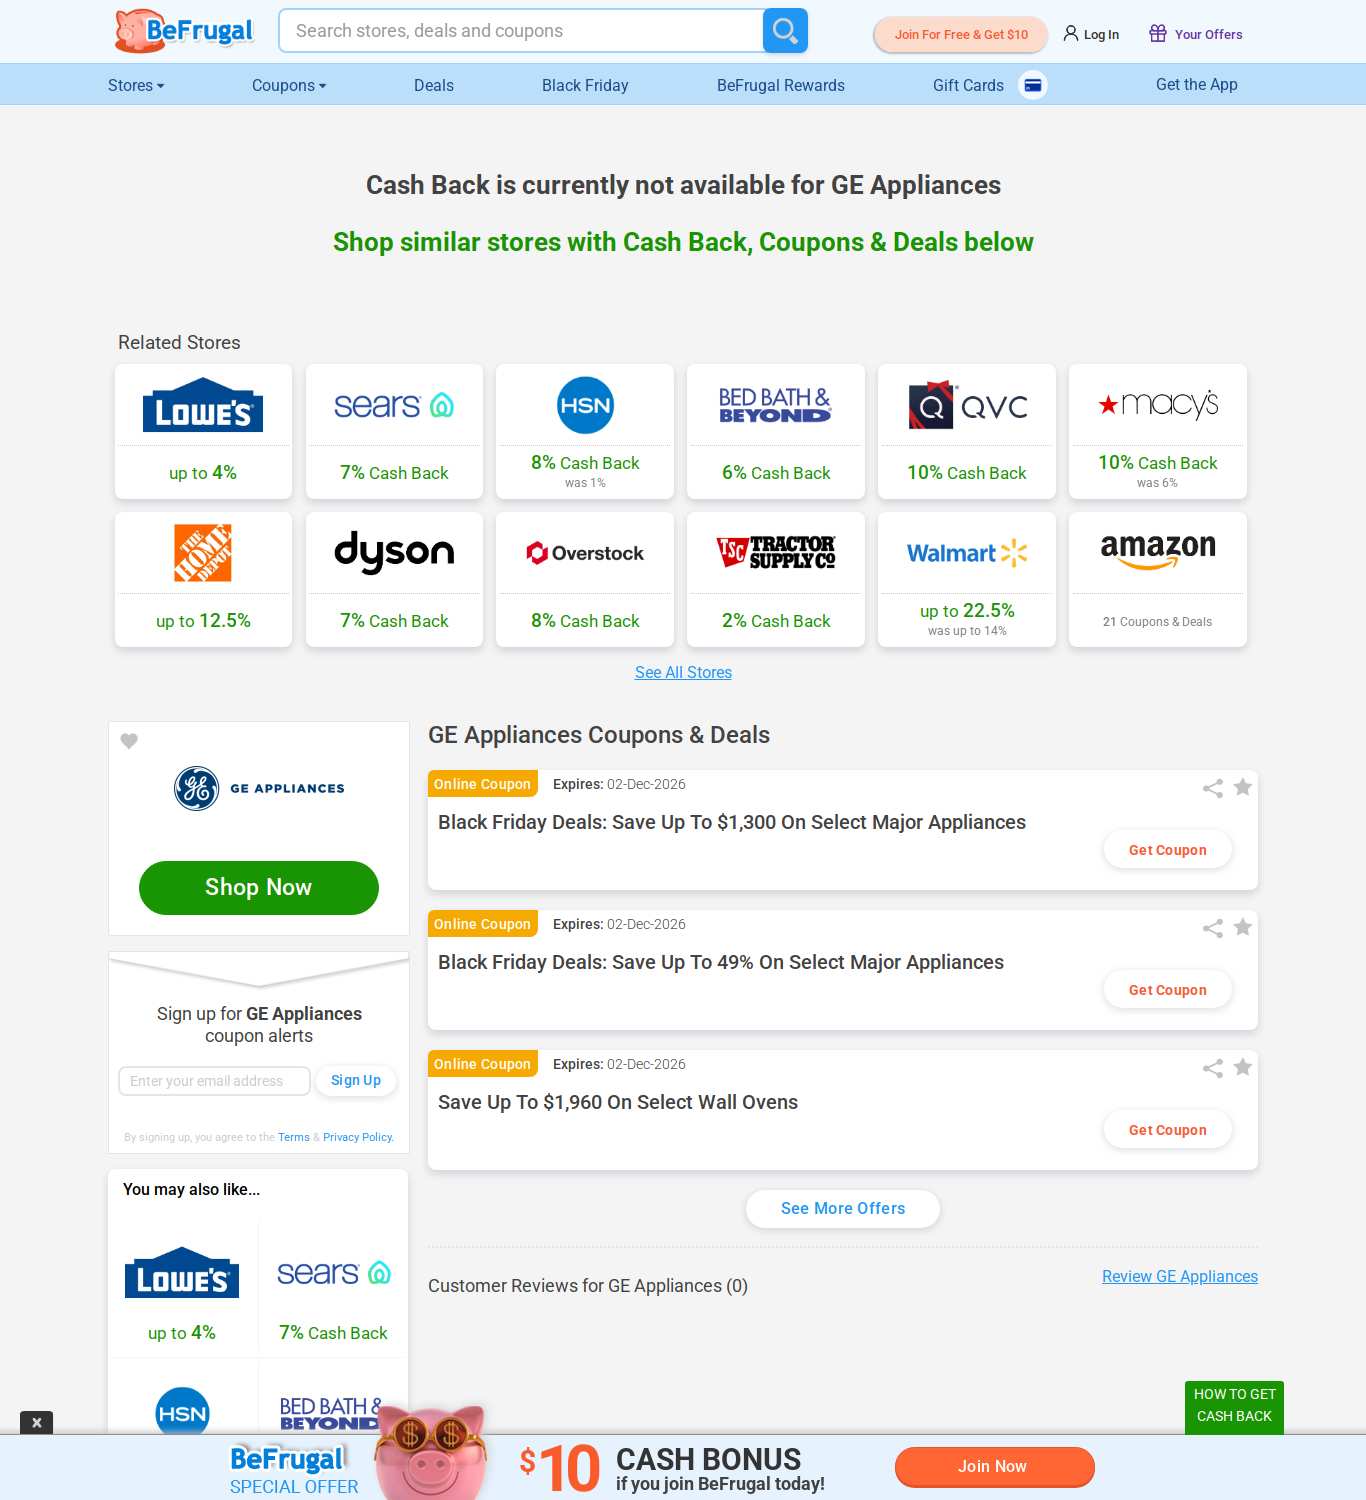 BeFrugal
Search stores, deals and coupons
Join For Free & Get $10
Log In
Your Offers
Stores
Coupons
Deals
Black Friday
BeFrugal Rewards
Gift Cards
Get the App
Cash Back is currently not available for GE Appliances
Shop similar stores with Cash Back, Coupons & Deals below
Related Stores
LOWE'S
sears
HSN
BED BATH &
BEYOND
Q QVC
macy's
up to 4%
7% Cash Back
8% Cash Back
was 1%
6% Cash Back
10% Cash Back
10% Cash Back
was 6%
THE
HOME
DEPOT
dyson
Overstock
TSC TRACTOR
SUPPLY CO
Walmart
amazon
up to 12.5%
7% Cash Back
8% Cash Back
2% Cash Back
up to 22.5%
was up to 14%
21 Coupons & Deals
See All Stores
GE APPLIANCES
Shop Now
Sign up for GE Appliances
coupon alerts
Enter your email address
Sign Up
By signing up, you agree to the Terms & Privacy Policy.
You may also like...
LOWE'S
sears
up to 4%
7% Cash Back
HSN
BED BATH &
BEYOND
GE Appliances Coupons & Deals
Online Coupon
Expires: 02-Dec-2026
Black Friday Deals: Save Up To $1,300 On Select Major Appliances
Get Coupon
Online Coupon
Expires: 02-Dec-2026
Black Friday Deals: Save Up To 49% On Select Major Appliances
Get Coupon
Online Coupon
Expires: 02-Dec-2026
Save Up To $1,960 On Select Wall Ovens
Get Coupon
See More Offers
Customer Reviews for GE Appliances (0)
Review GE Appliances
HOW TO GET
CASH BACK
x
BeFrugal
SPECIAL OFFER
$ $
$10
CASH BONUS
if you join BeFrugal today!
Join Now